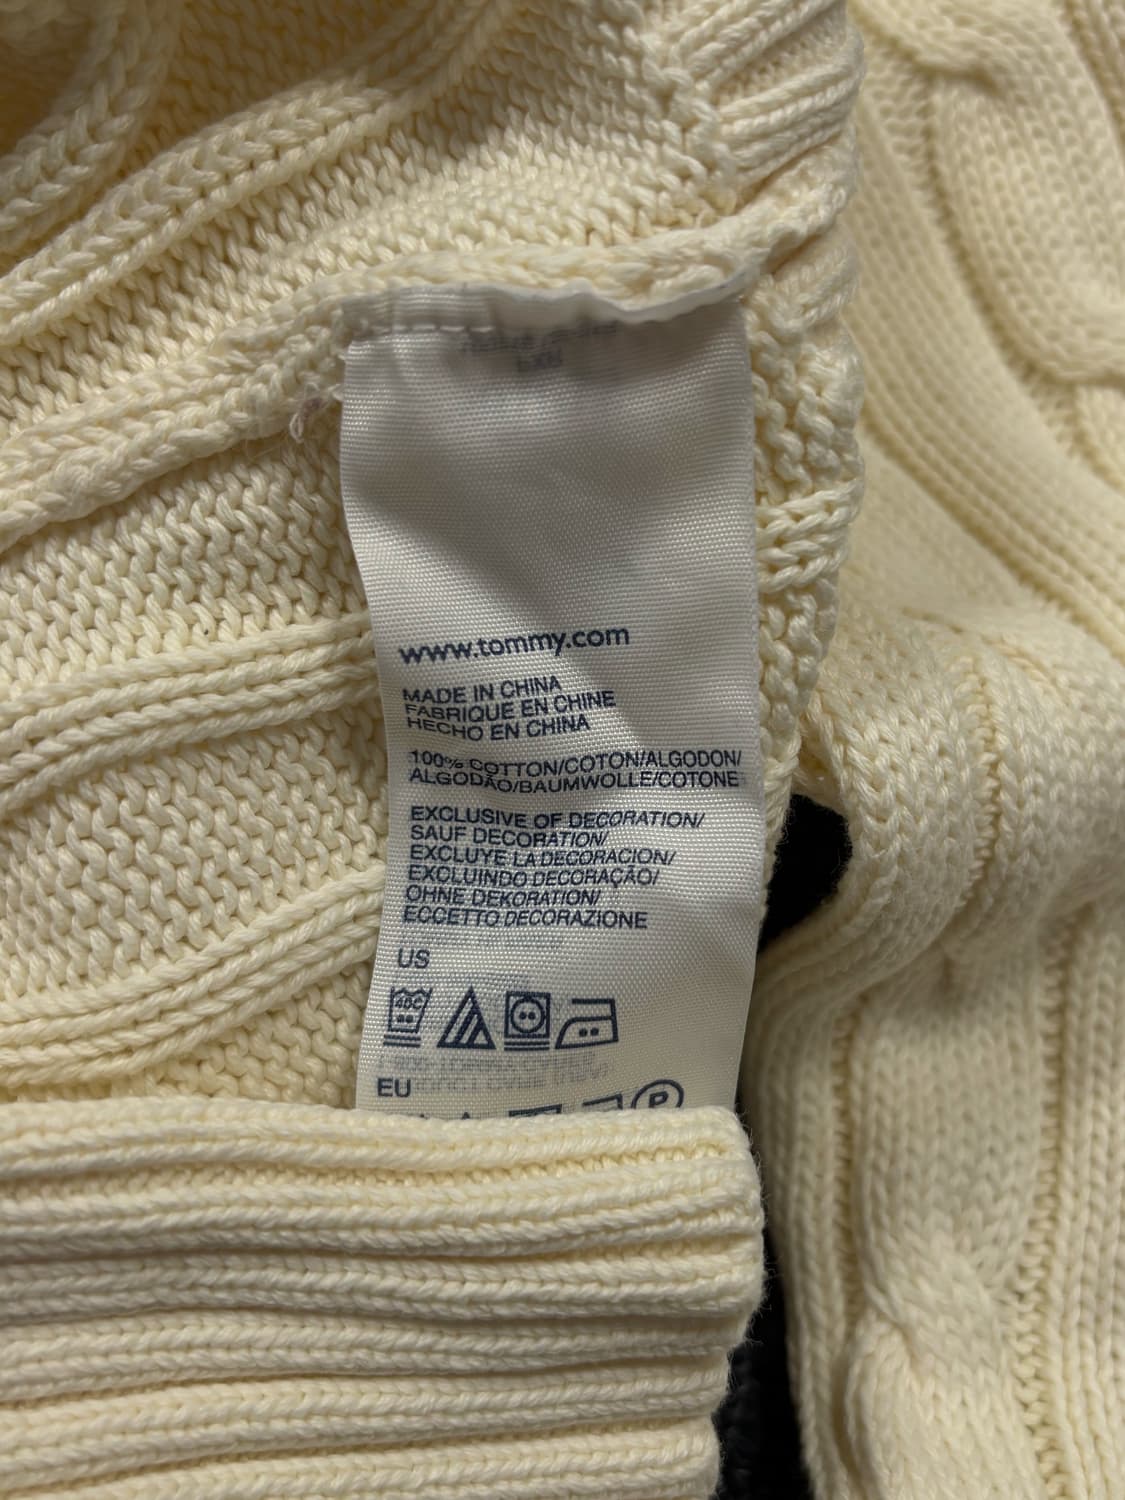 www.tommy.com
MADE IN CHINA
FABRIQUE EN CHINE
HECHO EN CHINA
100% COTTON/COTON/ALGODON/
ALGODÃO/BAUMWOLLE/COTONE
EXCLUSIVE OF DECORATION/
SAUF DECORATION/
EXCLUYE LA DECORACION/
EXCLUINDO DECORAÇÃO/
OHNE DEKORATION/
ECCETTO DECORAZIONE
US
40C
EU
P